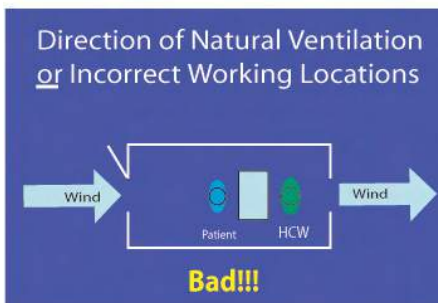 Direction of Natural Ventilation
or Incorrect Working Locations
Wind
Wind
Patient
HCW
Bad!!!